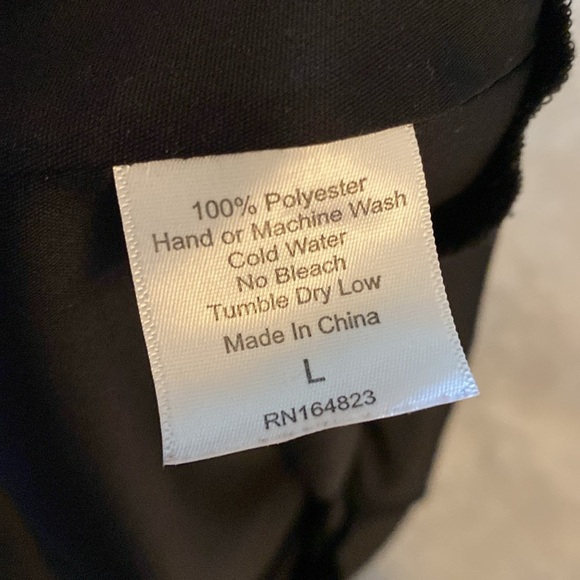 100% Polyester
Hand or Machine Wash
Cold Water
No Bleach
Tumble Dry Low
Made In China
L
RN164823